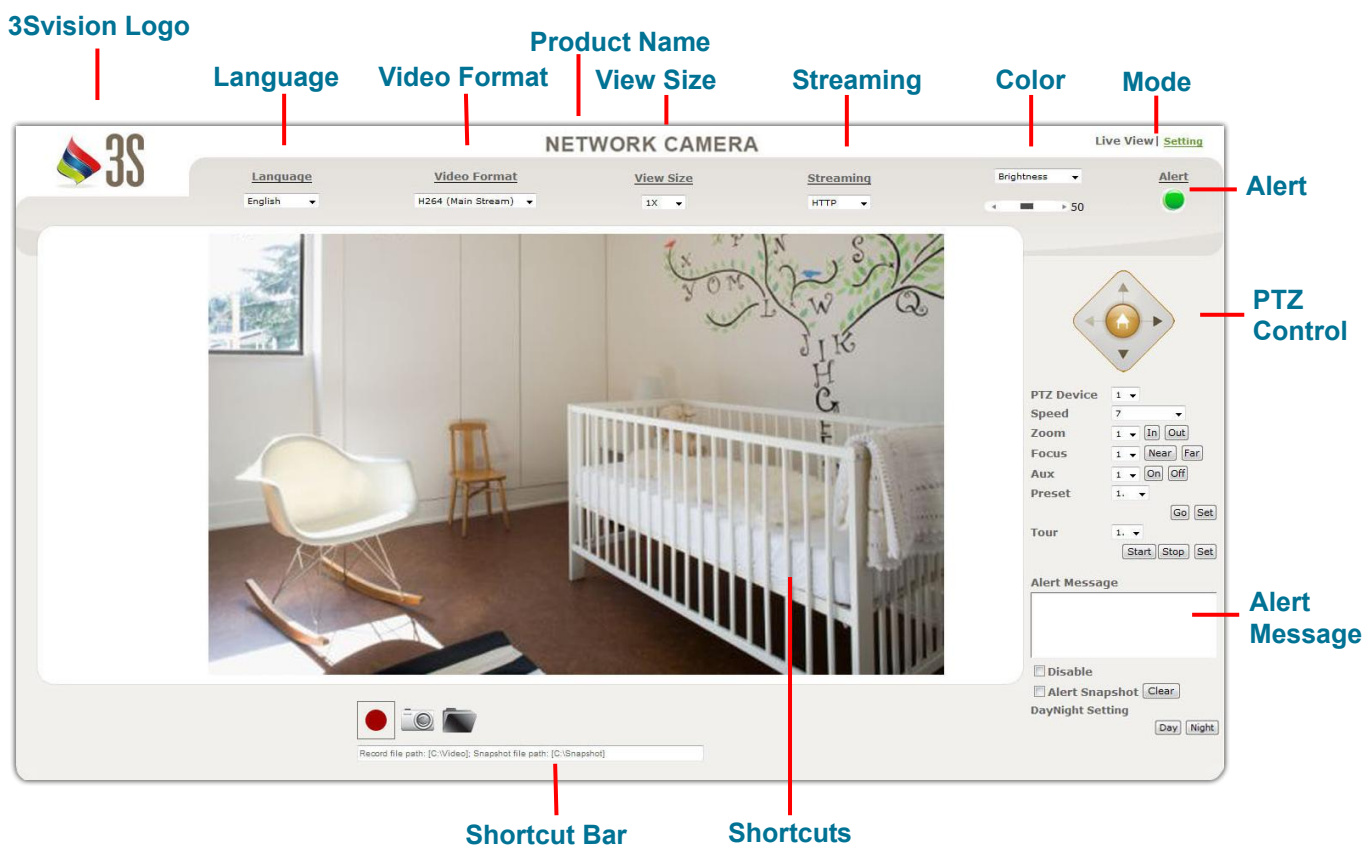 3Svision Logo
Product Name
Language
Video Format
View Size
Streaming
Color
Mode
3S
NETWORK CAMERA
Live View | Setting
Language
Video Format
View Size
Streaming
Brightness
Alert
Alert
English
H264 (Main Stream)
1X
HTTP
50
PTZ
Control
X
P
N
S
Y
O
M
L
W
Q
J I K
H
G
F
PTZ Device 1
Speed 7
Zoom 1 In Out
Focus 1 Near Far
Aux 1 On Off
Preset 1.
Go Set
Tour 1.
Start Stop Set
Alert Message
Alert
Message
Disable
Alert Snapshot Clear
DayNight Setting
Day Night
Record file path: [C:\Video]; Snapshot file path: [C:\Snapshot]
Shortcut Bar
Shortcuts